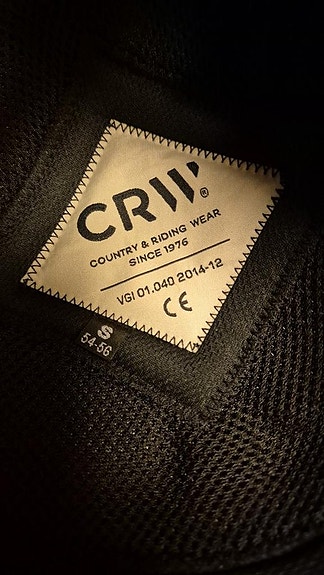 CRW®
COUNTRY & RIDING WEAR
SINCE 1976
VGI 01.040 2014-12
CE
S
54-56